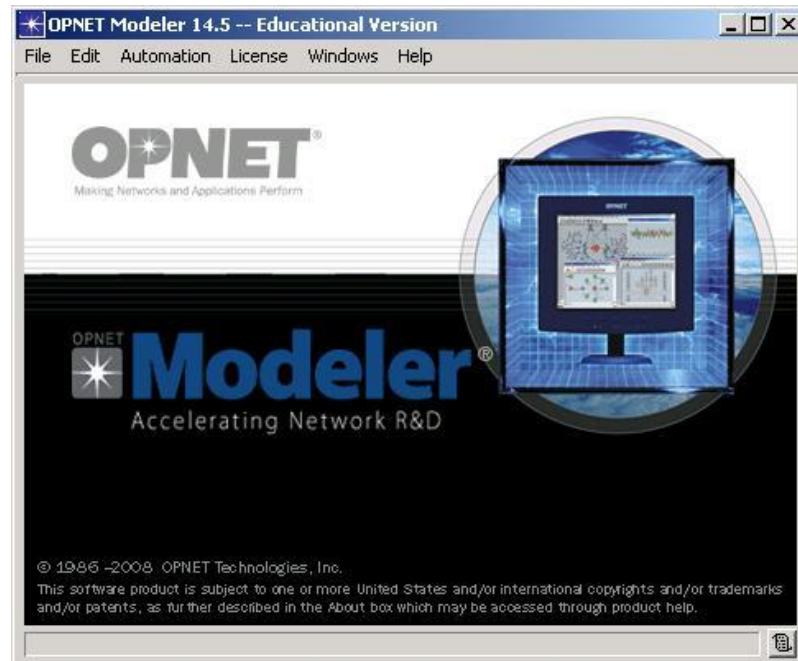 OPNET Modeler 14.5 -- Educational Version
File Edit Automation License Windows Help
OPNET®
Making Networks and Applications Perform
OPNET
OPNET
Modeler®
Accelerating Network R&D
© 1986 –2008 OPNET Technologies, Inc.
This software product is subject to one or more United States and/or international copyrights and/or trademarks
and/or patents, as further described in the About box which may be accessed through product help.